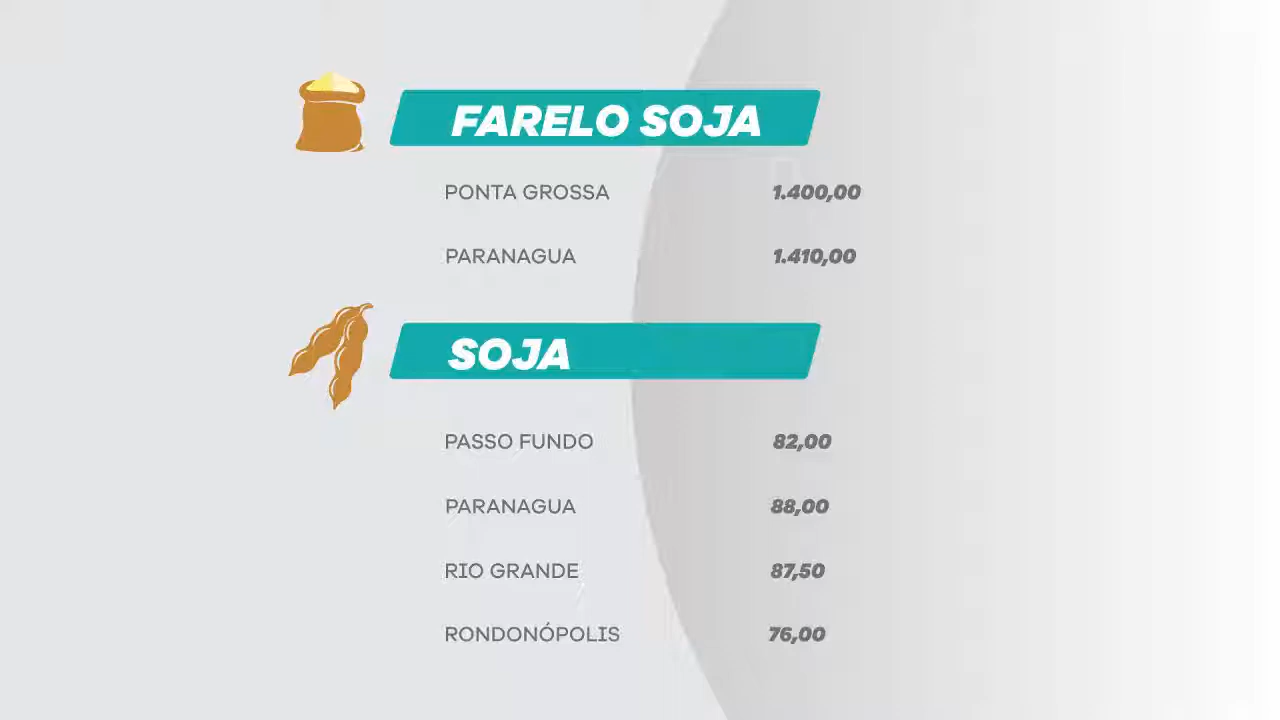 FARELO SOJA
PONTA GROSSA 1.400,00
PARANAGUA 1.410,00
SOJA
PASSO FUNDO 82,00
PARANAGUA 88,00
RIO GRANDE 87,50
RONDONÓPOLIS 76,00